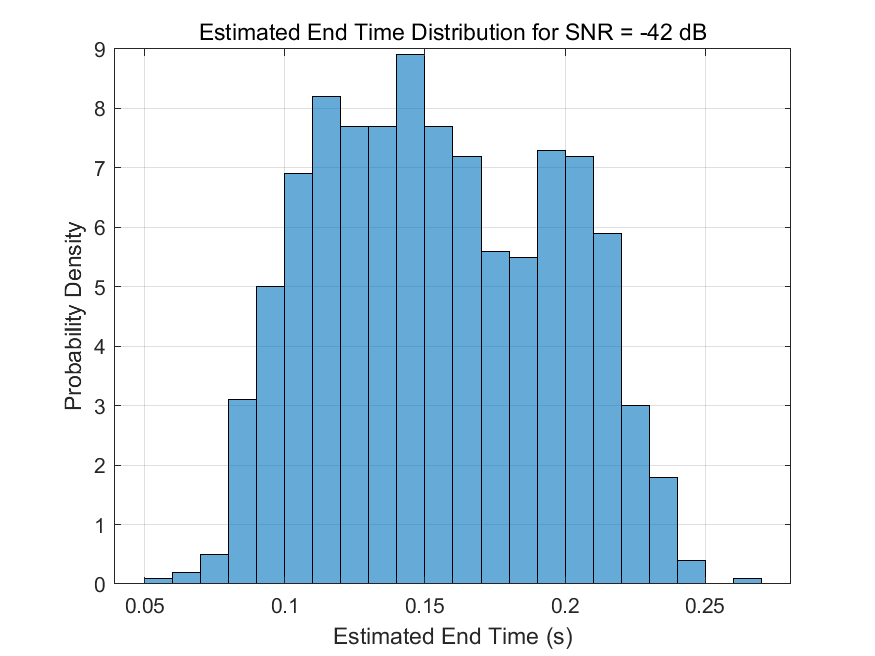 Estimated End Time Distribution for SNR = -42 dB
9
8
7
6
5
4
3
2
1
0
Probability Density
0.05 0.1 0.15 0.2 0.25
Estimated End Time (s)